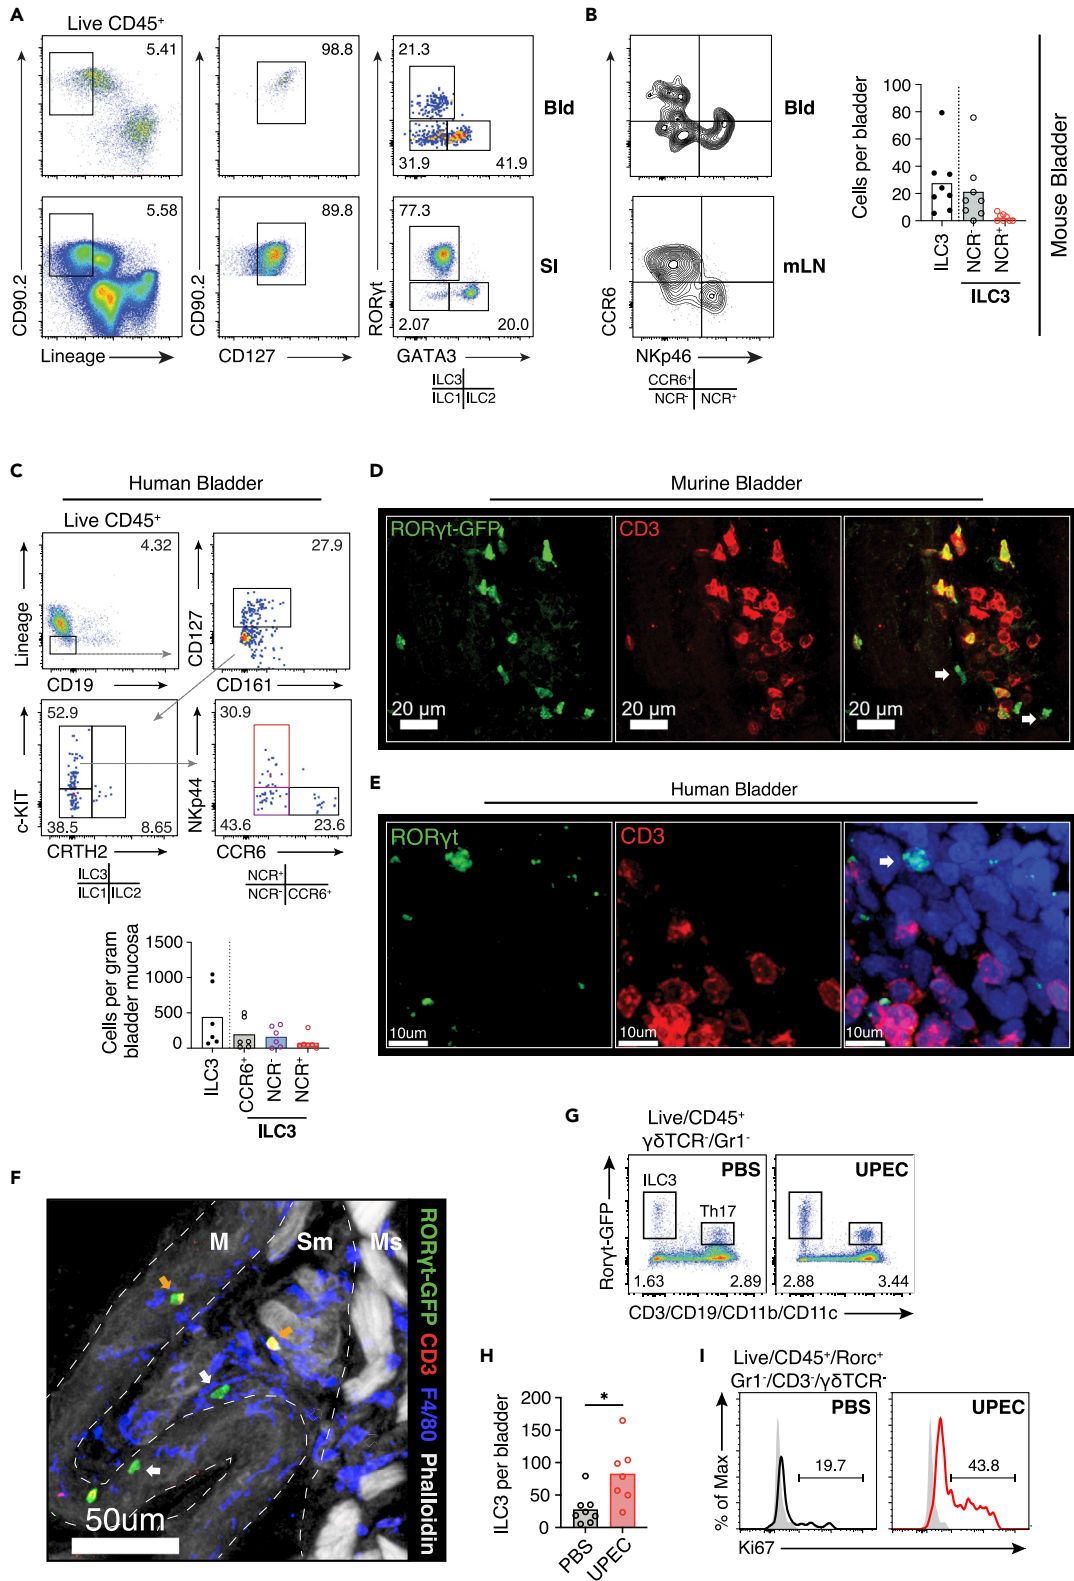 A
Live CD45⁺
5.41
98.8
21.3
31.9
41.9
Bld
CD90.2
CD90.2
RORγt
5.58
89.8
77.3
2.07
20.0
SI
Lineage
CD127
GATA3
ILC3
ILC1 ILC2
B
Bld
mLN
CCR6
NKp46
CCR6⁺
NCR⁻ NCR⁺
Cells per bladder
100
80
60
40
20
0
ILC3
NCR⁻
NCR⁺
ILC3
Mouse Bladder
C
Human Bladder
Live CD45⁺
4.32
27.9
Lineage
CD127
CD19
CD161
52.9
38.5
8.65
30.9
43.6
23.6
c-KIT
NKp44
CRTH2
CCR6
ILC3
ILC1 ILC2
NCR⁺
NCR⁻ CCR6⁺
Cells per gram
bladder mucosa
1500
1000
500
0
ILC3
CCR6⁺
NCR⁻
NCR⁺
ILC3
D
Murine Bladder
RORγt-GFP
CD3
20 μm
20 μm
20 μm
E
Human Bladder
RORγt
CD3
10um
10um
10um
F
M
Sm
Ms
50um
RORγt-GFP CD3 F4/80 Phalloidin
G
Live/CD45⁺
γδTCR⁻/Gr1⁻
PBS
UPEC
ILC3
Th17
1.63
2.89
2.88
3.44
Rorγt-GFP
CD3/CD19/CD11b/CD11c
H
ILC3 per bladder
200
150
100
50
0
*
PBS
UPEC
I
Live/CD45⁺/Rorc⁺
Gr1⁻/CD3⁻/γδTCR⁻
PBS
UPEC
19.7
43.8
% of Max
Ki67